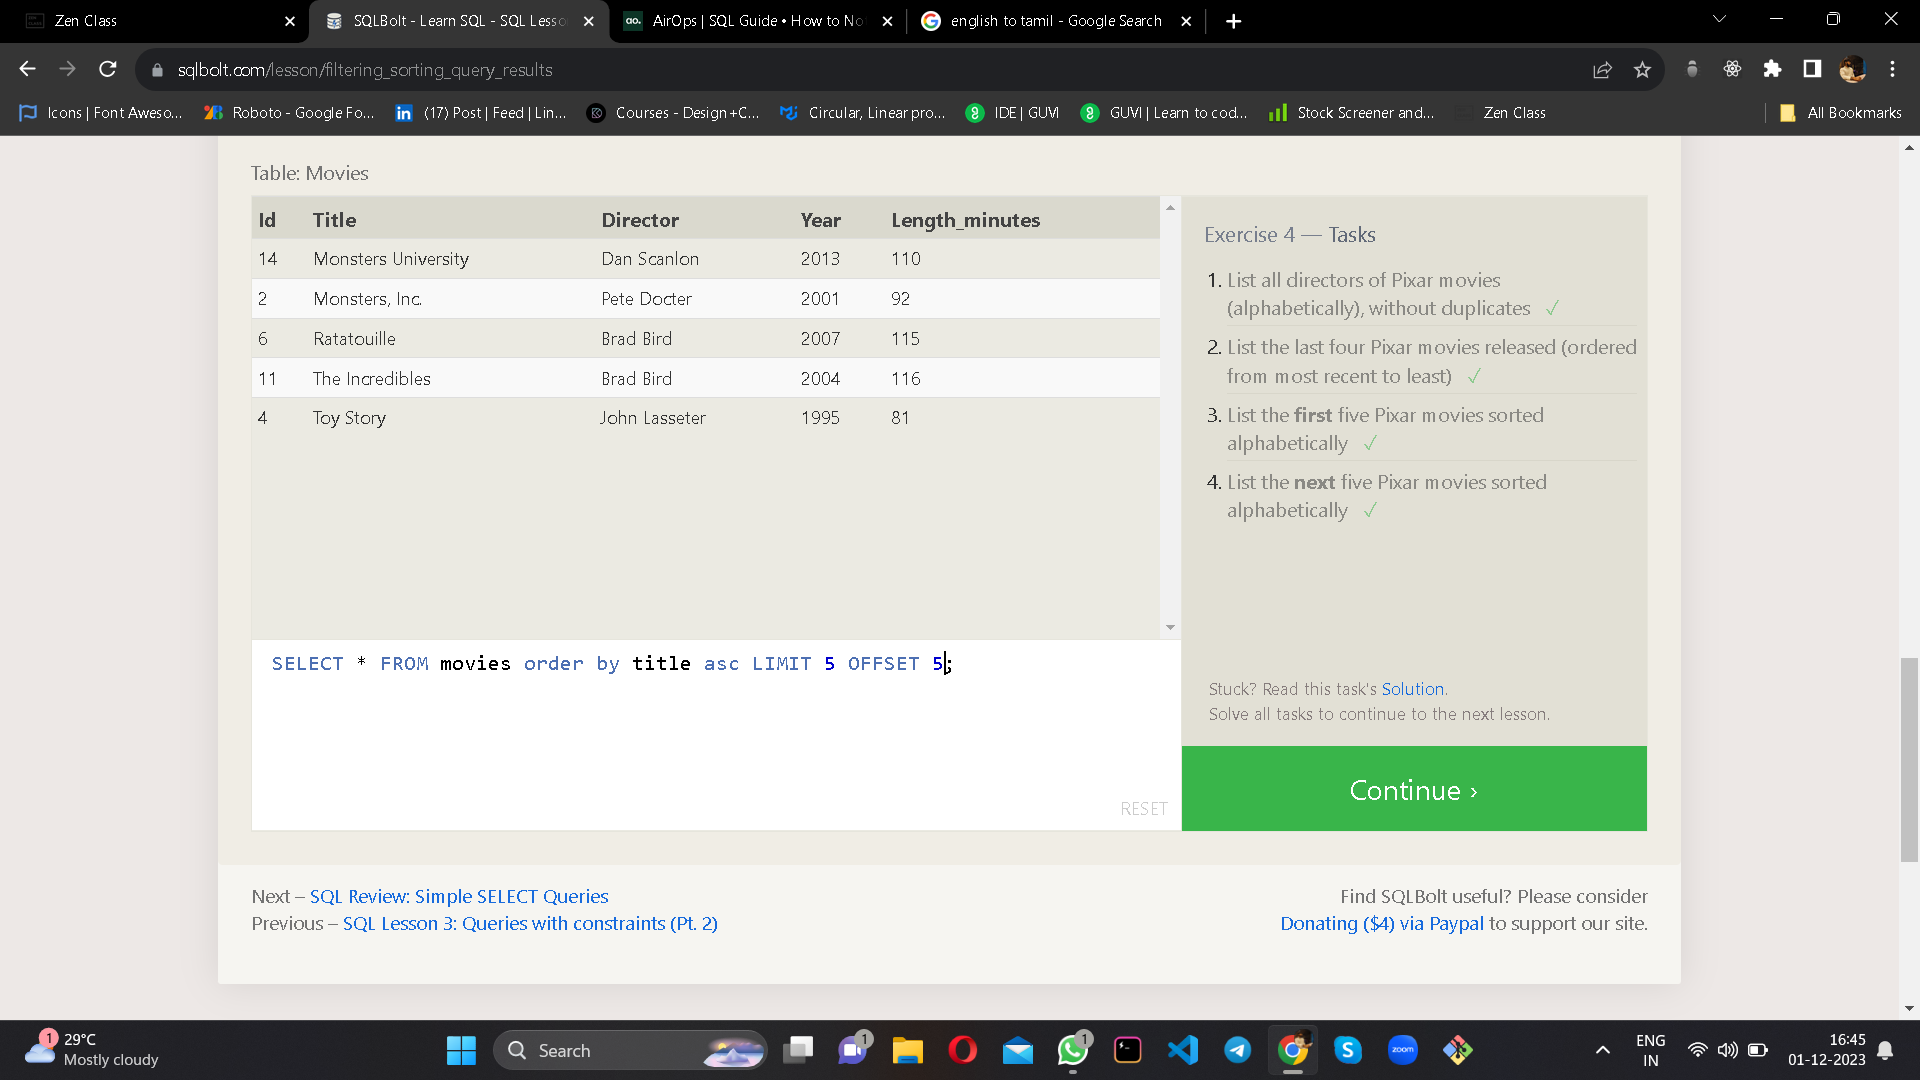 Zen Class
SQLBolt - Learn SQL - SQL Lesso
AirOps | SQL Guide • How to No
english to tamil - Google Search
sqlbolt.com/lesson/filtering_sorting_query_results
Icons | Font Aweso...
Roboto - Google Fo...
(17) Post | Feed | Lin...
Courses - Design+C...
Circular, Linear pro...
IDE | GUVI
GUVI | Learn to cod...
Stock Screener and...
Zen Class
All Bookmarks
Table: Movies
Id Title Director Year Length_minutes
14 Monsters University Dan Scanlon 2013 110
2 Monsters, Inc. Pete Docter 2001 92
6 Ratatouille Brad Bird 2007 115
11 The Incredibles Brad Bird 2004 116
4 Toy Story John Lasseter 1995 81
SELECT * FROM movies order by title asc LIMIT 5 OFFSET 5;
RESET
Exercise 4 — Tasks
1. List all directors of Pixar movies
(alphabetically), without duplicates ✓
2. List the last four Pixar movies released (ordered
from most recent to least) ✓
3. List the first five Pixar movies sorted
alphabetically ✓
4. List the next five Pixar movies sorted
alphabetically ✓
Stuck? Read this task's Solution.
Solve all tasks to continue to the next lesson.
Continue ›
Next – SQL Review: Simple SELECT Queries
Previous – SQL Lesson 3: Queries with constraints (Pt. 2)
Find SQLBolt useful? Please consider
Donating ($4) via Paypal to support our site.
1
29°C
Mostly cloudy
Search
1
1
zoom
ENG
IN
16:45
01-12-2023